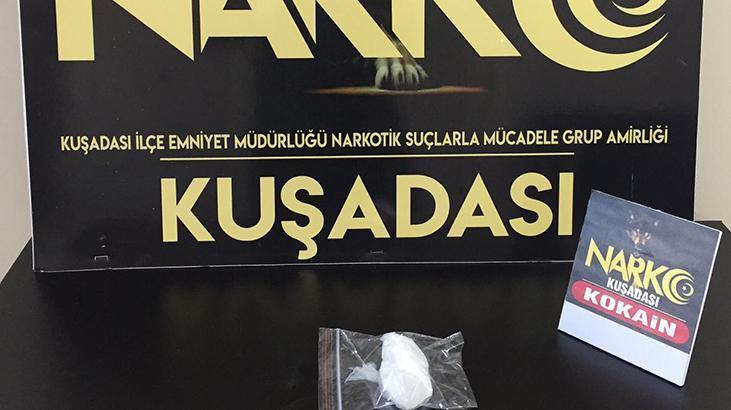 NARKO
KUŞADASI İLÇE EMNİYET MÜDÜRLÜĞÜ NARKOTİK SUÇLARLA MÜCADELE GRUP AMİRLİĞİ
KUŞADASI
NARKO
KUŞADASI
KOKAİN